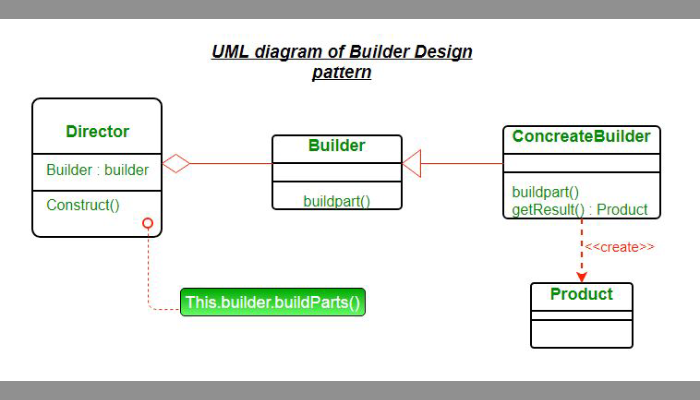 UML diagram of Builder Design
pattern
Director
Builder : builder
Construct()
Builder
buildpart()
ConcreateBuilder
buildpart()
getResult() : Product
<<create>>
Product
This.builder.buildParts()